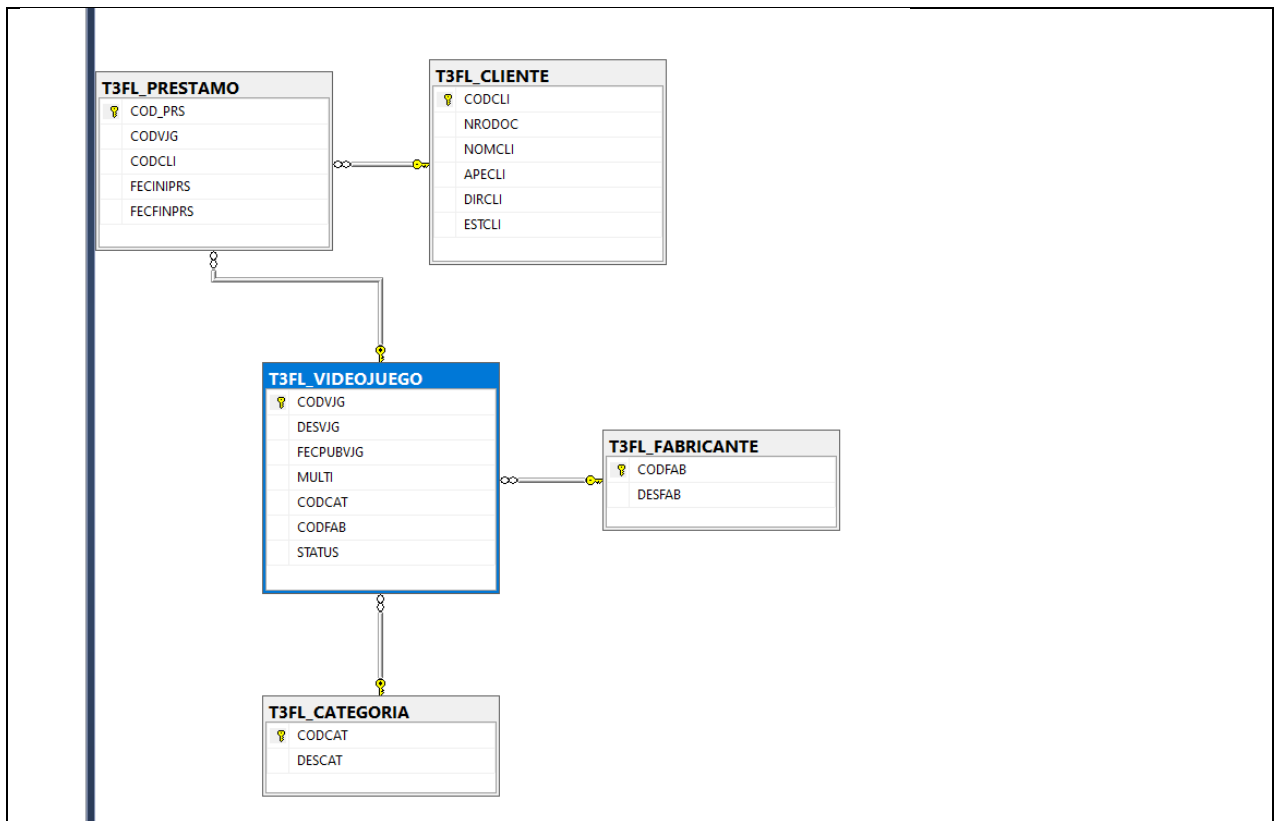 T3FL_PRESTAMO
COD_PRS
CODVJG
CODCLI
FECINIPRS
FECFINPRS
T3FL_CLIENTE
CODCLI
NRODOC
NOMCLI
APECLI
DIRCLI
ESTCLI
T3FL_VIDEOJUEGO
CODVJG
DESVJG
FECPUBVJG
MULTI
CODCAT
CODFAB
STATUS
T3FL_FABRICANTE
CODFAB
DESFAB
T3FL_CATEGORIA
CODCAT
DESCAT